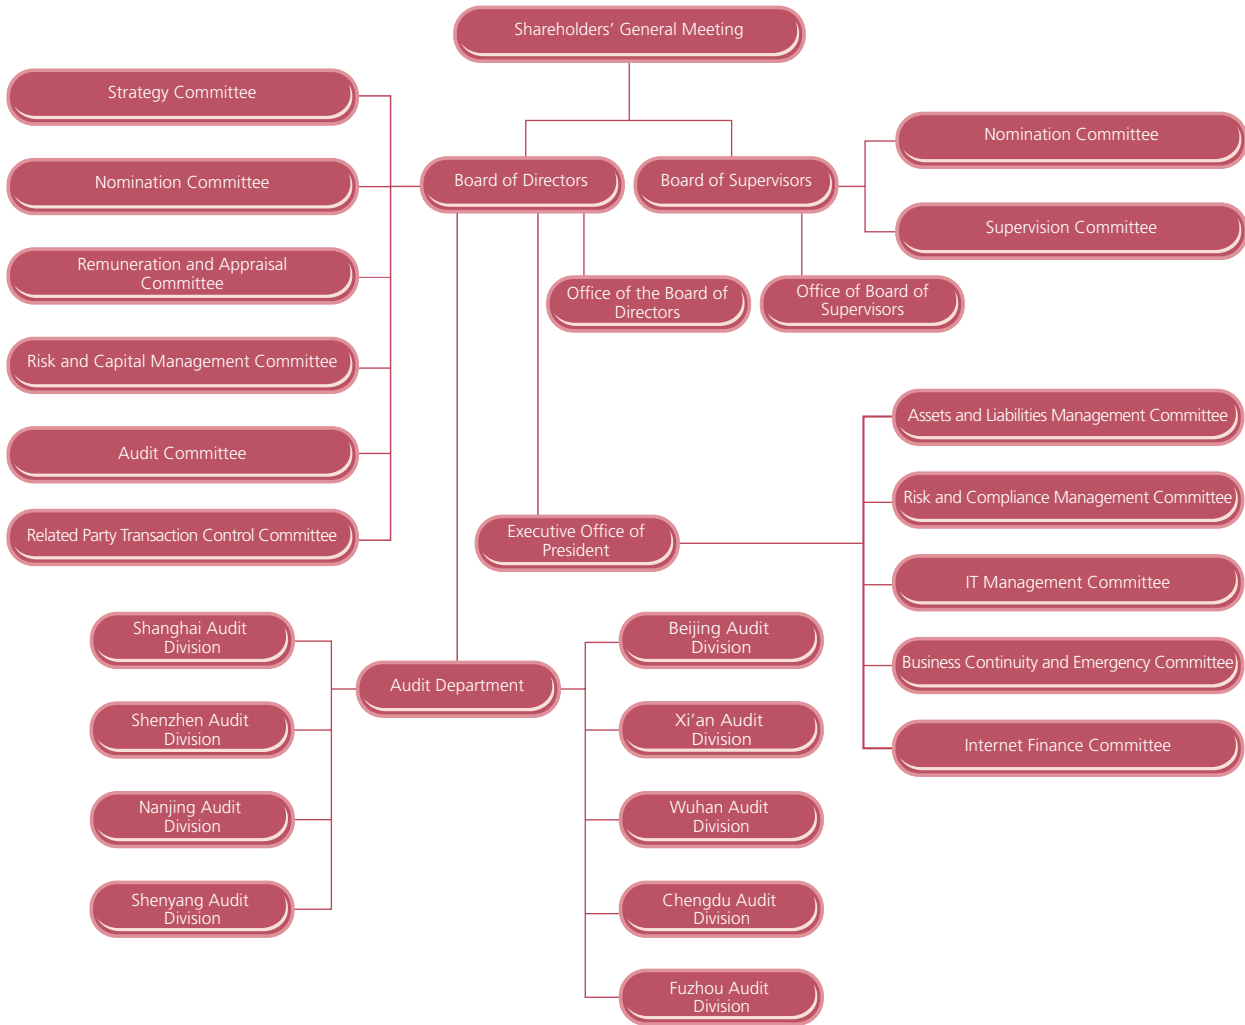 Shareholders’ General Meeting
Strategy Committee
Nomination Committee
Remuneration and Appraisal
Committee
Risk and Capital Management Committee
Audit Committee
Related Party Transaction Control Committee
Board of Directors
Board of Supervisors
Nomination Committee
Supervision Committee
Office of the Board of
Directors
Office of Board of
Supervisors
Executive Office of
President
Assets and Liabilities Management Committee
Risk and Compliance Management Committee
IT Management Committee
Business Continuity and Emergency Committee
Internet Finance Committee
Audit Department
Shanghai Audit
Division
Shenzhen Audit
Division
Nanjing Audit
Division
Shenyang Audit
Division
Beijing Audit
Division
Xi’an Audit
Division
Wuhan Audit
Division
Chengdu Audit
Division
Fuzhou Audit
Division